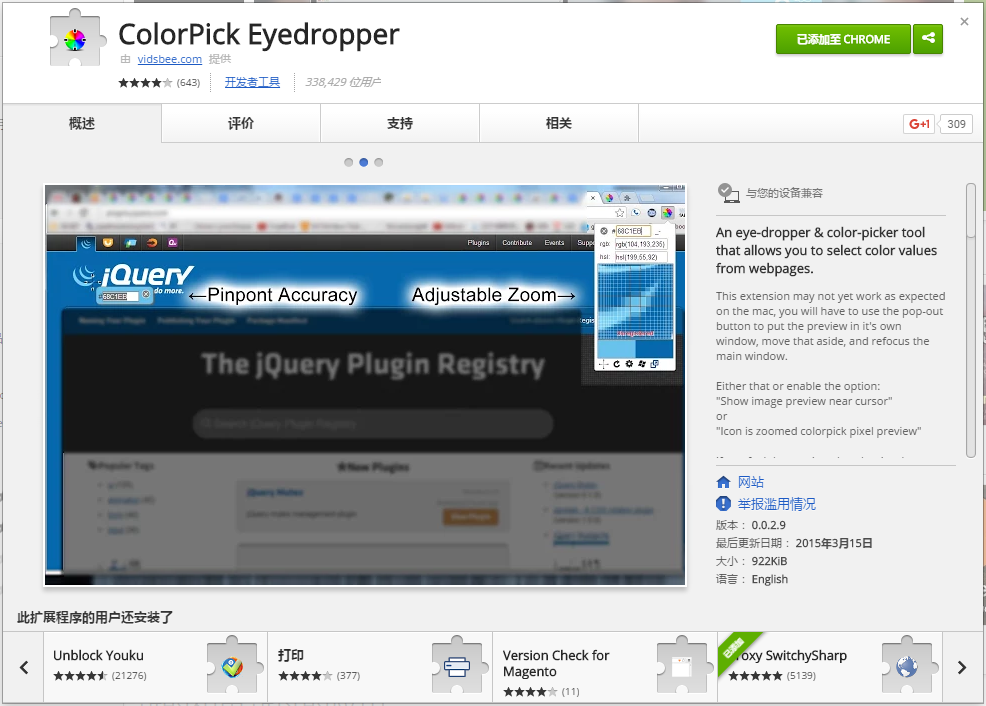 ColorPick Eyedropper
由 vidsbee.com 提供
(643) 开发者工具 338,429 位用户
已添加至 CHROME
概述 评价 支持 相关
G+1 309
Plugins Contribute Events
68C1EB
rgb: rgb(104,193,235)
hsl: hsl(199,55,92)
jQuery
do more.
68C1EB
←Pinpont Accuracy
Adjustable Zoom→
The jQuery Plugin Registry
Search jQuery Plugin Registry
Popular Tags
New Plugins
Recent Updates
与您的设备兼容
An eye-dropper & color-picker tool
that allows you to select color values
from webpages.
This extension may not yet work as expected
on the mac, you will have to use the pop-out
button to put the preview in it's own
window, move that aside, and refocus the
main window.
Either that or enable the option:
"Show image preview near cursor"
or
"Icon is zoomed colorpick pixel preview"
网站
举报滥用情况
版本： 0.0.2.9
最后更新日期： 2015年3月15日
大小： 922KiB
语言： English
此扩展程序的用户还安装了
Unblock Youku
(21276)
打印
(377)
Version Check for
Magento
(11)
已添加
roxy SwitchySharp
(5139)